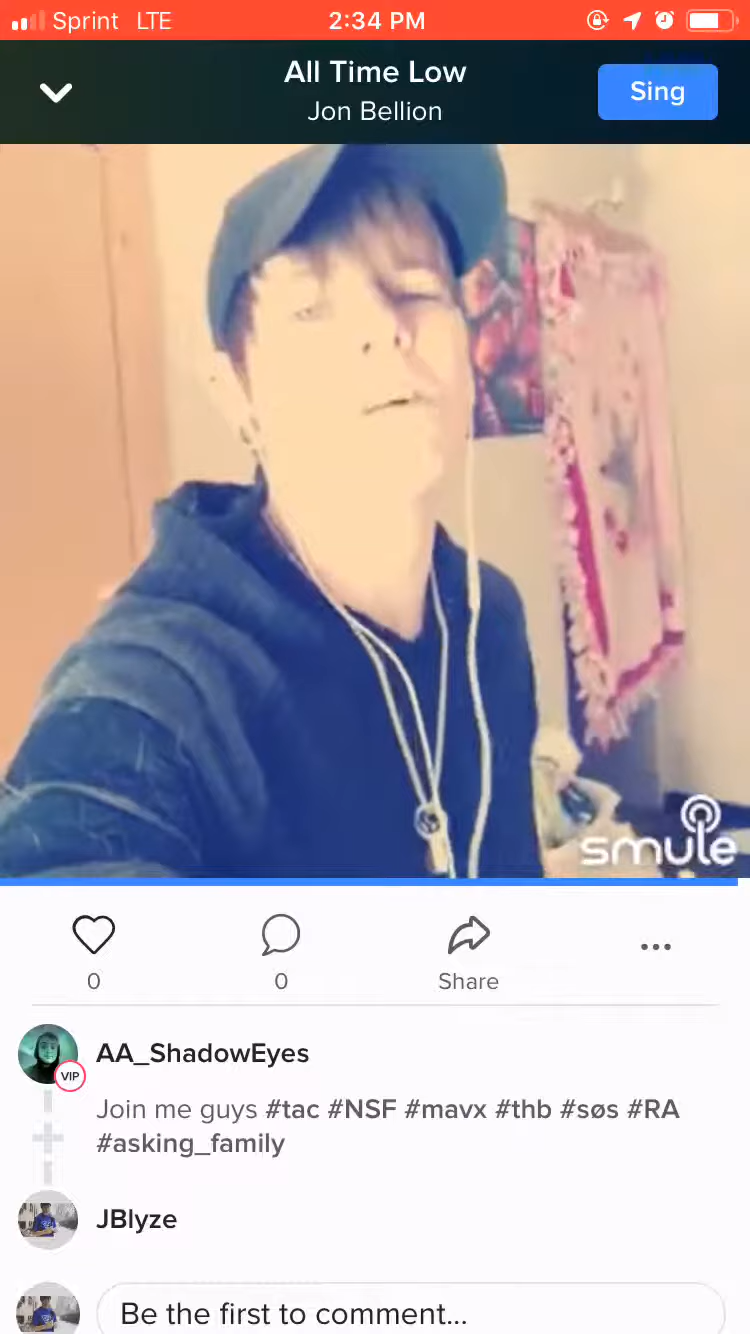 Sprint LTE 2:34 PM
All Time Low
Jon Bellion
Sing
smule
0 0 Share
AA_ShadowEyes
VIP
Join me guys #tac #NSF #mavx #thb #søs #RA
#asking_family
JBlyze
Be the first to comment...